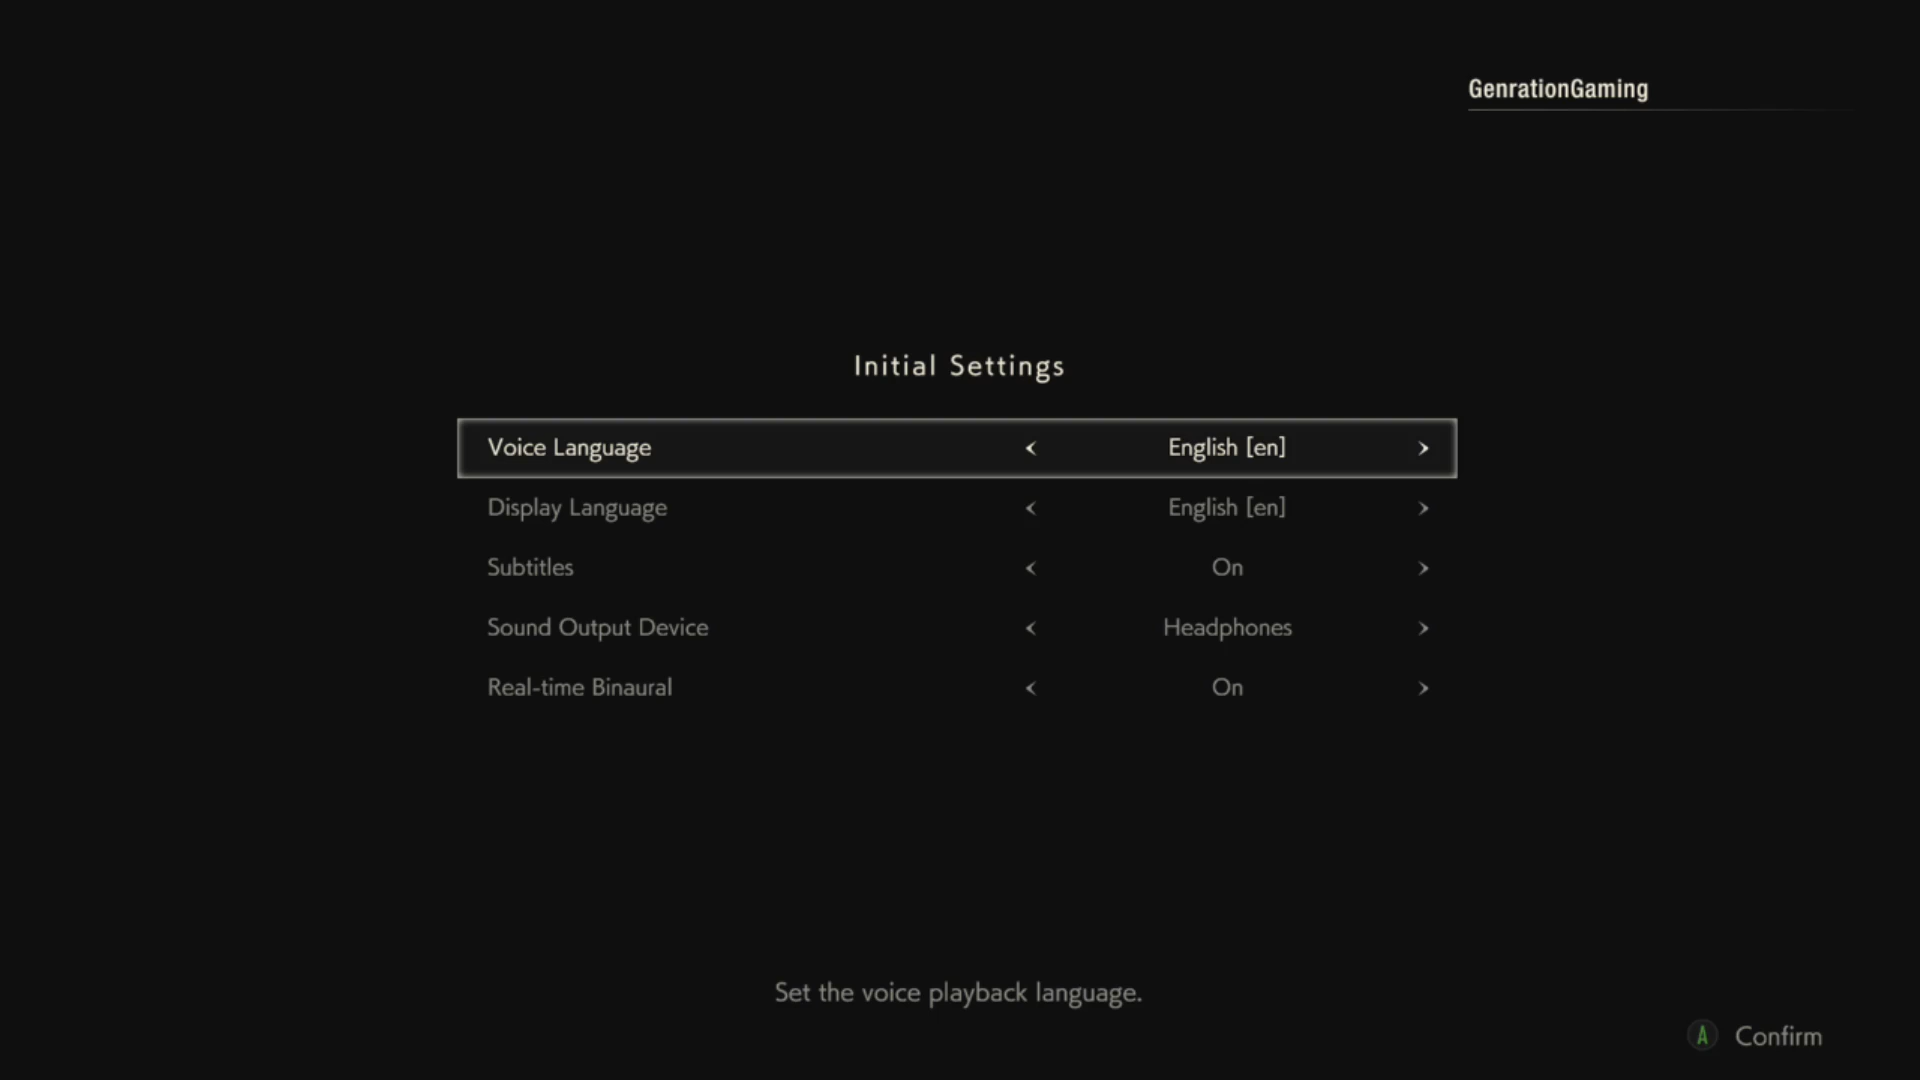 GenrationGaming
Initial Settings
Voice Language < English [en] >
Display Language < English [en] >
Subtitles < On >
Sound Output Device < Headphones >
Real-time Binaural < On >
Set the voice playback language.
A Confirm